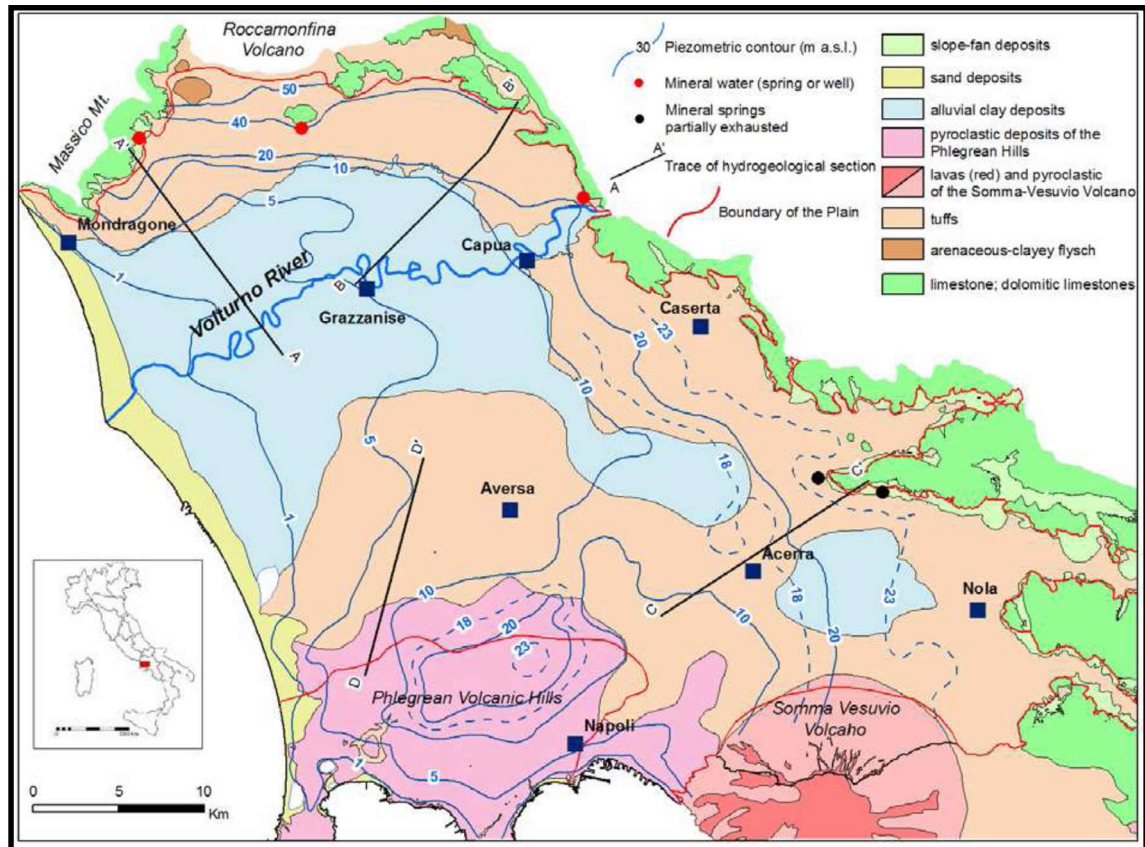 Roccamonfina
Volcano
Massico Mt.
50
40
20
10
5
1
A'
B'
Mondragone
Volturno River
Capua
B
Grazzanise
A
Caserta
23
20
10
5
D'
18
1
Aversa
C'
Acerra
Nola
C
10
10
18
20
23
18
20
23
D
Phlegrean Volcanic Hills
Napoli
1
5
Somma Vesuvio
Volcaho
30 Piezometric contour (m a.s.l.)
Mineral water (spring or well)
Mineral springs
partially exhausted
A'
Trace of hydrogeological section
A
Boundary of the Plain
slope-fan deposits
sand deposits
alluvial clay deposits
pyroclastic deposits of the
Phlegrean Hills
lavas (red) and pyroclastic
of the Somma-Vesuvio Volcano
tuffs
arenaceous-clayey flysch
limestone; dolomitic limestones
0 5 10
Km